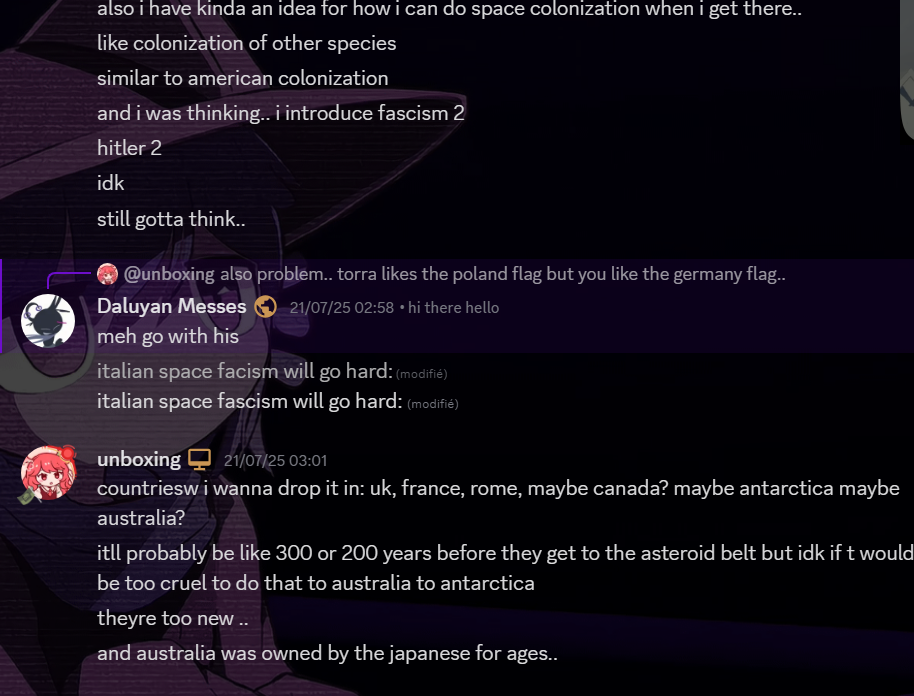 also i have kinda an idea for how i can do space colonization when i get there..
like colonization of other species
similar to american colonization
and i was thinking.. i introduce fascism 2
hitler 2
idk
still gotta think..
@unboxing also problem.. torra likes the poland flag but you like the germany flag..
Daluyan Messes 21/07/25 02:58 • hi there hello
meh go with his
italian space facism will go hard: (modifié)
italian space fascism will go hard: (modifié)
unboxing 21/07/25 03:01
countriesw i wanna drop it in: uk, france, rome, maybe canada? maybe antarctica maybe
australia?
itll probably be like 300 or 200 years before they get to the asteroid belt but idk if t would
be too cruel to do that to australia to antarctica
theyre too new ..
and australia was owned by the japanese for ages..